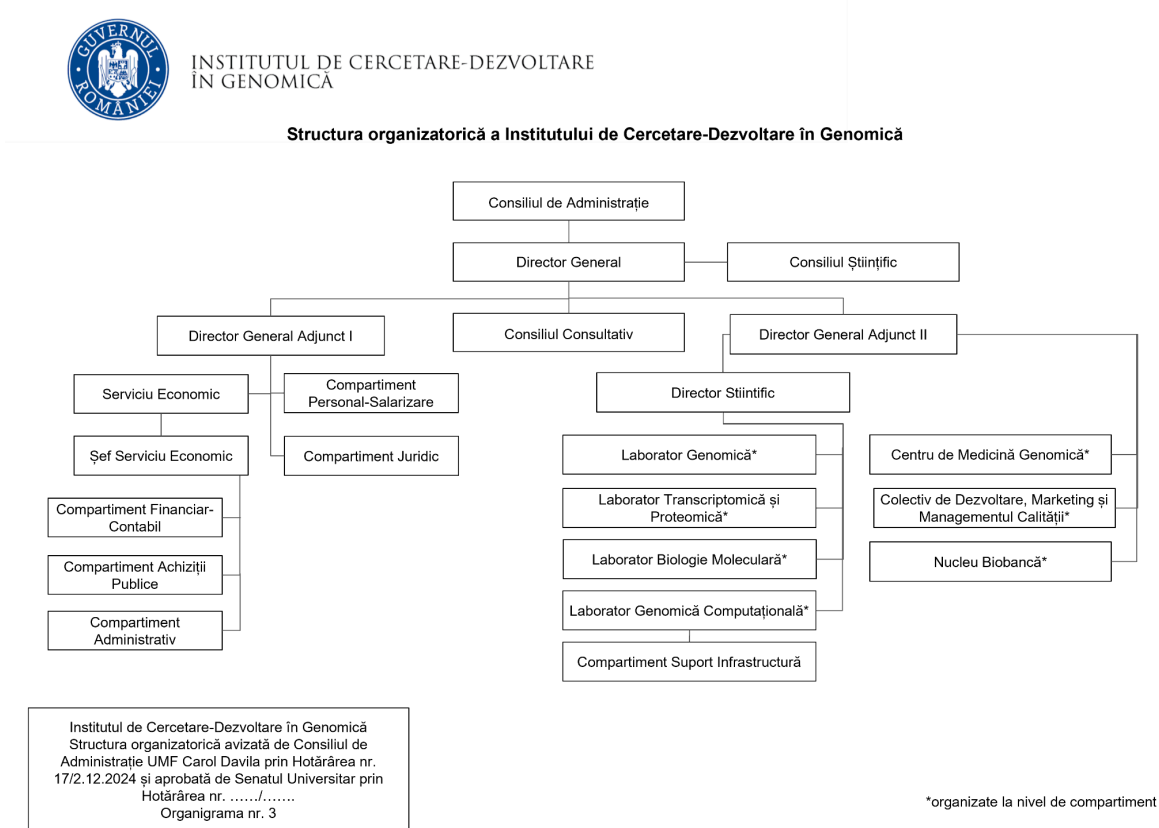 GUVERNUL ROMÂNIEI
INSTITUTUL DE CERCETARE-DEZVOLTARE
ÎN GENOMICĂ
Structura organizatorică a Institutului de Cercetare-Dezvoltare în Genomică
Consiliul de Administrație
Director General
Consiliul Științific
Director General Adjunct I
Consiliul Consultativ
Director General Adjunct II
Serviciu Economic
Compartiment
Personal-Salarizare
Director Stiintific
Șef Serviciu Economic
Compartiment Juridic
Laborator Genomică*
Centru de Medicină Genomică*
Compartiment Financiar-
Contabil
Laborator Transcriptomică și
Proteomică*
Colectiv de Dezvoltare, Marketing și
Managementul Calității*
Compartiment Achiziții
Publice
Laborator Biologie Moleculară*
Nucleu Biobancă*
Compartiment
Administrativ
Laborator Genomică Computațională*
Compartiment Suport Infrastructură
Institutul de Cercetare-Dezvoltare în Genomică
Structura organizatorică avizată de Consiliul de
Administrație UMF Carol Davila prin Hotărârea nr.
17/2.12.2024 și aprobată de Senatul Universitar prin
Hotărârea nr. ……/…….
Organigrama nr. 3
*organizate la nivel de compartiment